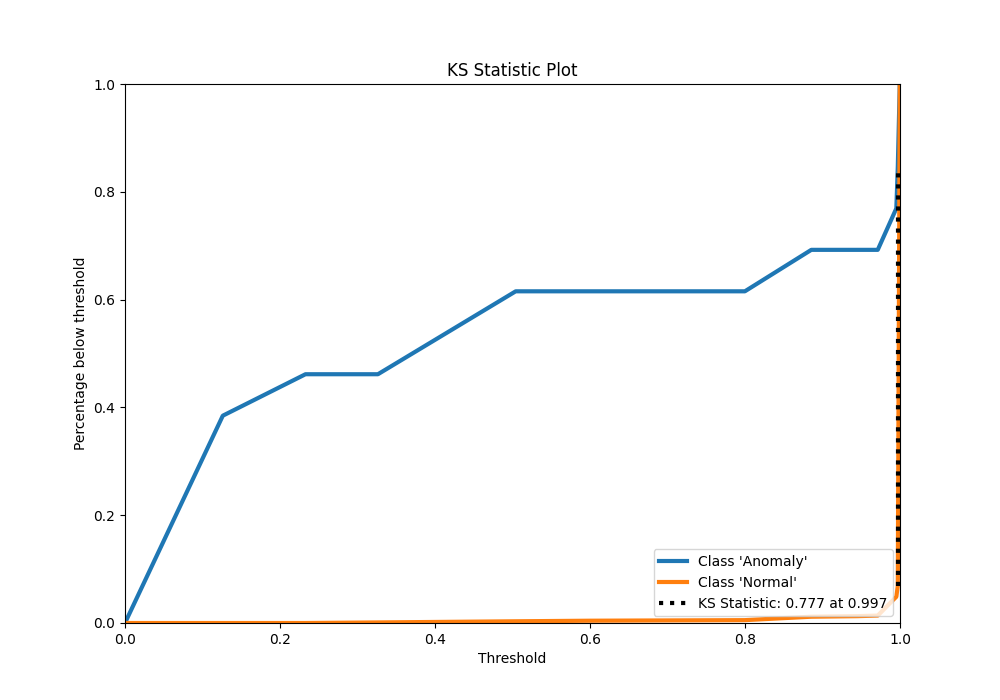 KS Statistic Plot
1.0
0.8
0.6
0.4
0.2
0.0
Percentage below threshold
0.0 0.2 0.4 0.6 0.8 1.0
Threshold
Class 'Anomaly'
Class 'Normal'
KS Statistic: 0.777 at 0.997